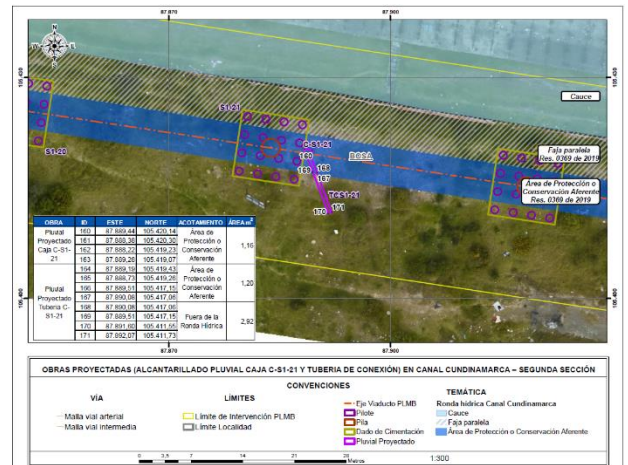 87.870
87.900
N
W
E
S
105.430
105.430
Cauce
S1-21
C-S1-21
BOSA
Faja paralela
Res. 0369 de 2019
S1-20
160
168
169
167
Área de Protección o
Conservación Aferente
Res. 0369 de 2019
TCS1-21
170
171
OBRA ID ESTE NORTE ACOTAMIENTO ÁREA m²
Pluvial Proyectado Caja C-S1-21
160 87.889,44 105.420,14
161 87.888,38 105.420,30
162 87.888,22 105.419,23
163 87.889,26 105.419,07
Área de Protección o Conservación Aferente
1,16
Pluvial Proyectado Tubería C-S1-21
164 87.889,19 105.419,43
165 87.888,73 105.419,26
166 87.889,51 105.417,15
167 87.890,08 105.417,06
Área de Protección o Conservación Aferente
1,20
168 87.890,08 105.417,06
169 87.889,51 105.417,15
170 87.891,60 105.411,55
171 87.892,07 105.411,73
Fuera de la Ronda Hídrica
2,92
105.400
105.400
87.870
87.900
OBRAS PROYECTADAS (ALCANTARILLADO PLUVIAL CAJA C-S1-21 Y TUBERIA DE CONEXIÓN) EN CANAL CUNDINAMARCA – SEGUNDA SECCIÓN
CONVENCIONES
VÍA
Malla vial arterial
Malla vial intermedia
LÍMITES
Límite de Intervención PLMB
Límite Localidad
Eje Viaducto PLMB
Pilote
Pila
Dado de Cimentación
Pluvial Proyectado
TEMÁTICA
Ronda hídrica Canal Cundinamarca
Cauce
Faja paralela
Área de Protección o Conservación Aferente
0 3,5 7 14 21 28
Metros
1:300